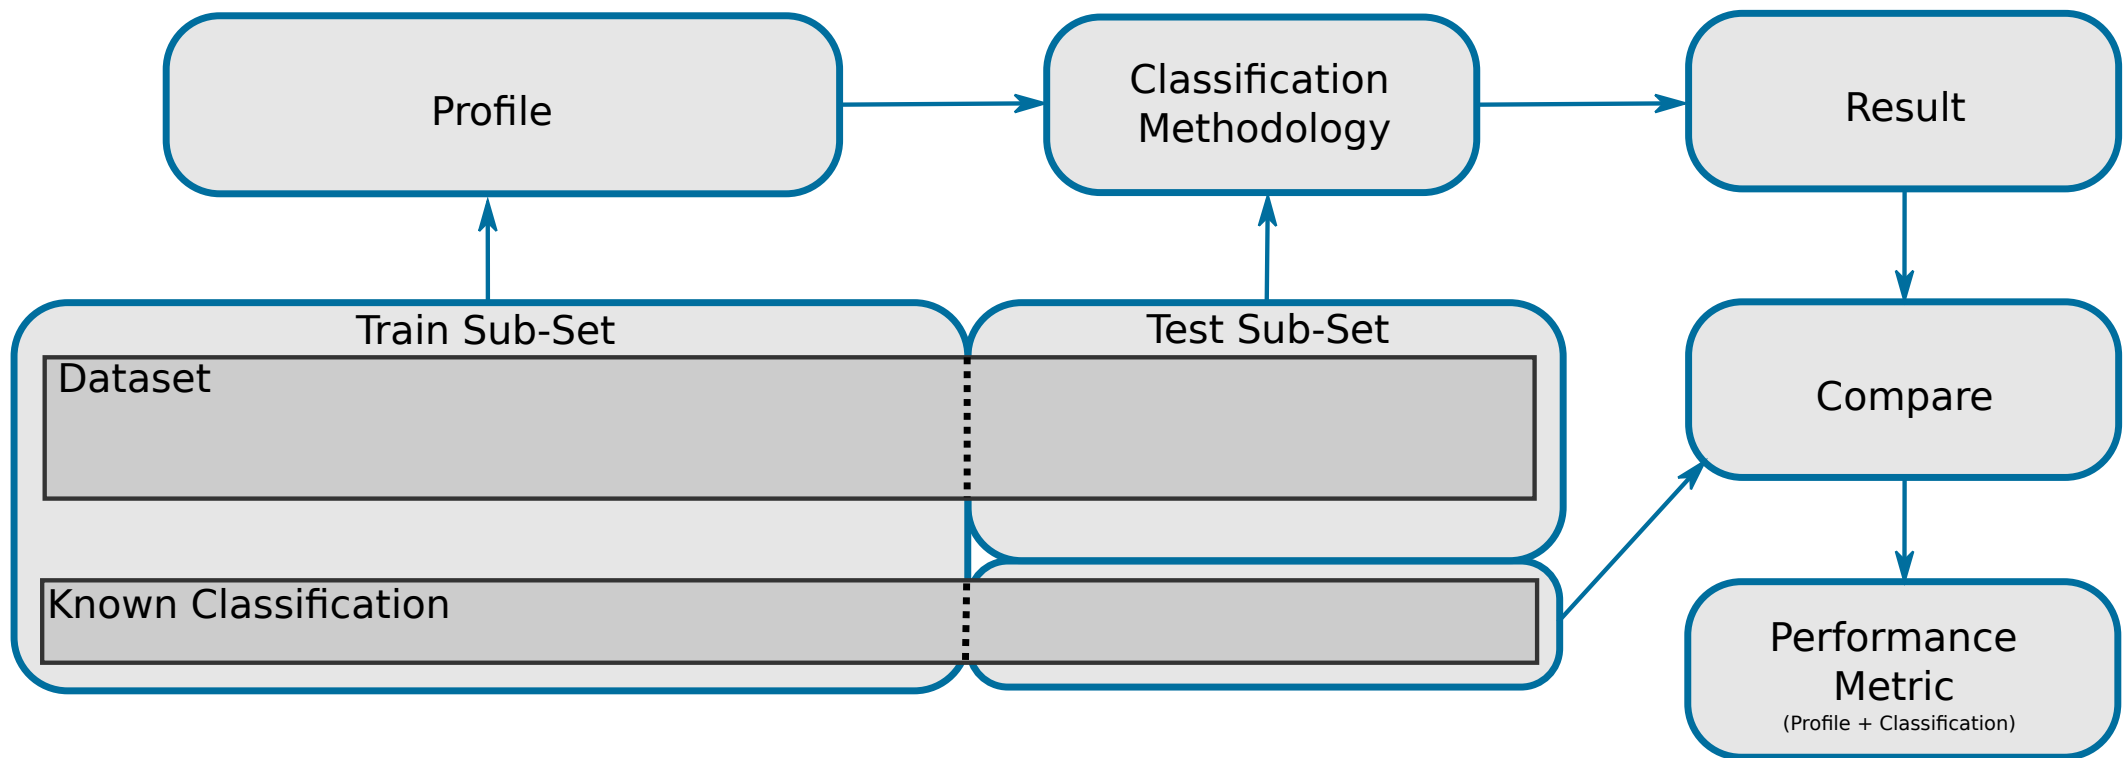 Profile
Classification
Methodology
Result
Train Sub-Set
Test Sub-Set
Dataset
Compare
Known Classification
Performance
Metric
(Profile + Classification)